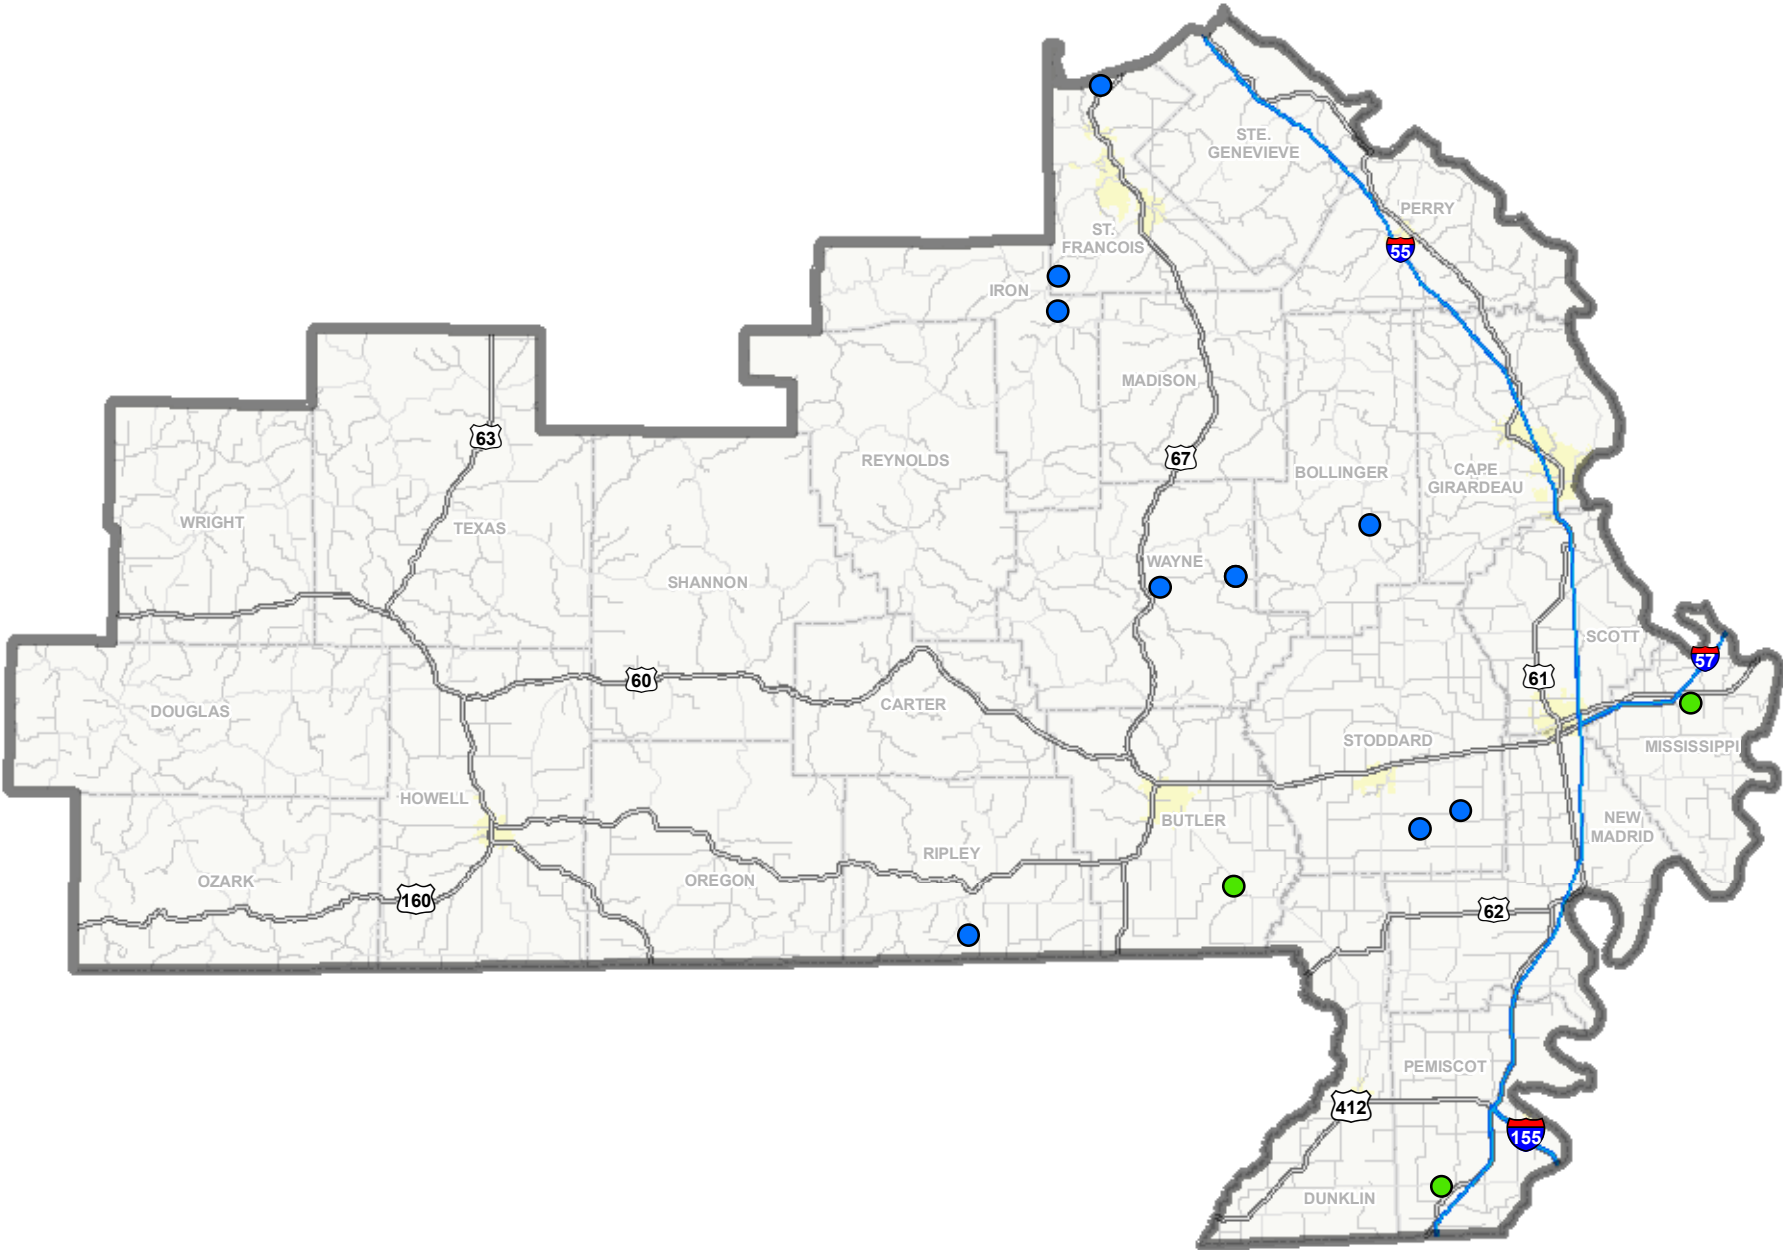 STE.
GENEVIEVE
PERRY
ST.
FRANCOIS
55
IRON
MADISON
63
67
REYNOLDS
BOLLINGER
CAPE
GIRARDEAU
WRIGHT
TEXAS
WAYNE
SHANNON
SCOTT
57
60
61
CARTER
DOUGLAS
STODDARD
MISSISSIPPI
HOWELL
BUTLER
NEW
MADRID
RIPLEY
OZARK
OREGON
160
62
PEMISCOT
412
155
DUNKLIN